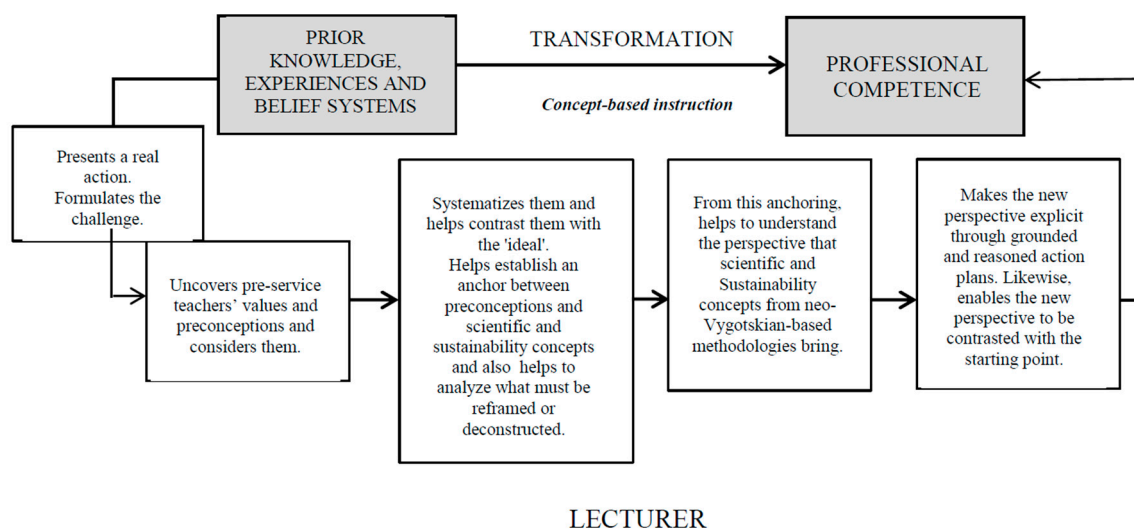 PRIOR
KNOWLEDGE,
EXPERIENCES AND
BELIEF SYSTEMS
TRANSFORMATION
Concept-based instruction
PROFESSIONAL
COMPETENCE
Presents a real
action.
Formulates the
challenge.
Uncovers pre-service
teachers’ values and
preconceptions and
considers them.
Systematizes them and
helps contrast them with
the 'ideal'.
Helps establish an
anchor between
preconceptions and
scientific and
sustainability concepts
and also helps to
analyze what must be
reframed or
deconstructed.
From this anchoring,
helps to understand
the perspective that
scientific and
Sustainability
concepts from neo-
Vygotskian-based
methodologies bring.
Makes the new
perspective explicit
through grounded
and reasoned action
plans. Likewise,
enables the new
perspective to be
contrasted with the
starting point.
LECTURER